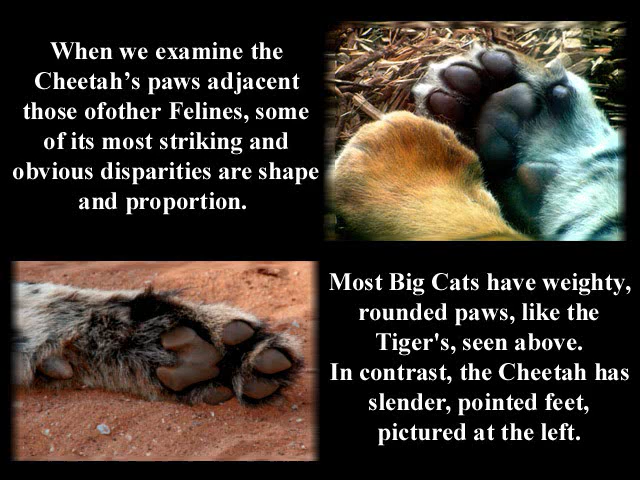 When we examine the
Cheetah’s paws adjacent
those ofother Felines, some
of its most striking and
obvious disparities are shape
and proportion.
Most Big Cats have weighty,
rounded paws, like the
Tiger's, seen above.
In contrast, the Cheetah has
slender, pointed feet,
pictured at the left.